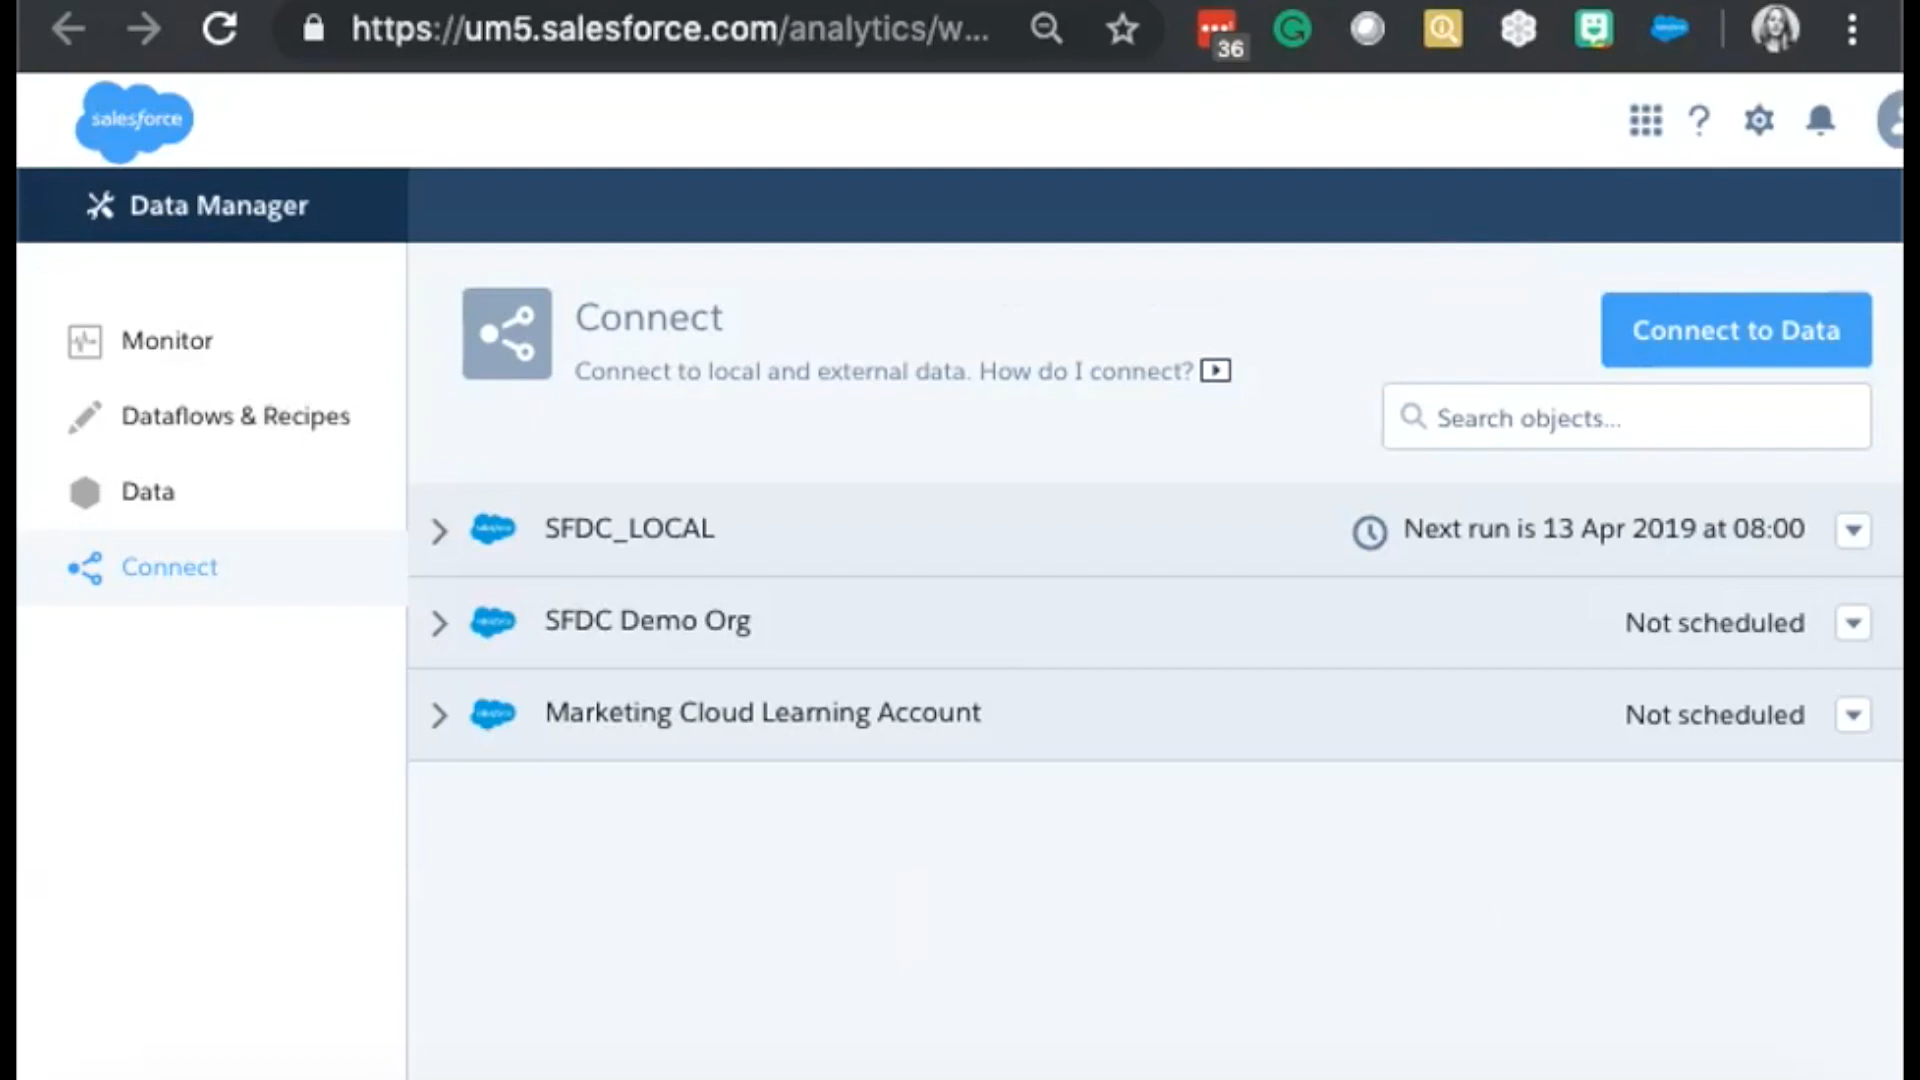 https://um5.salesforce.com/analytics/w...
36
salesforce
Data Manager
Monitor
Dataflows & Recipes
Data
Connect
Connect
Connect to local and external data. How do I connect?
Connect to Data
Search objects...
SFDC_LOCAL
Next run is 13 Apr 2019 at 08:00
SFDC Demo Org
Not scheduled
Marketing Cloud Learning Account
Not scheduled